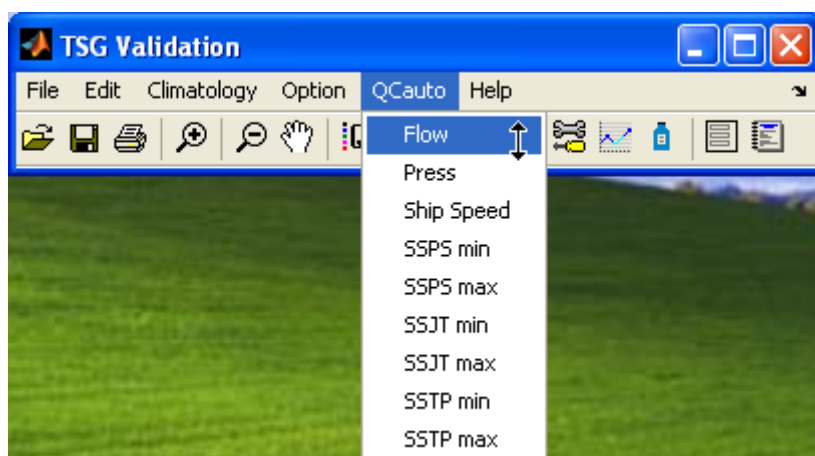 TSG Validation
File Edit Climatology Option QCauto Help
Flow
Press
Ship Speed
SSPS min
SSPS max
SSJT min
SSJT max
SSTP min
SSTP max